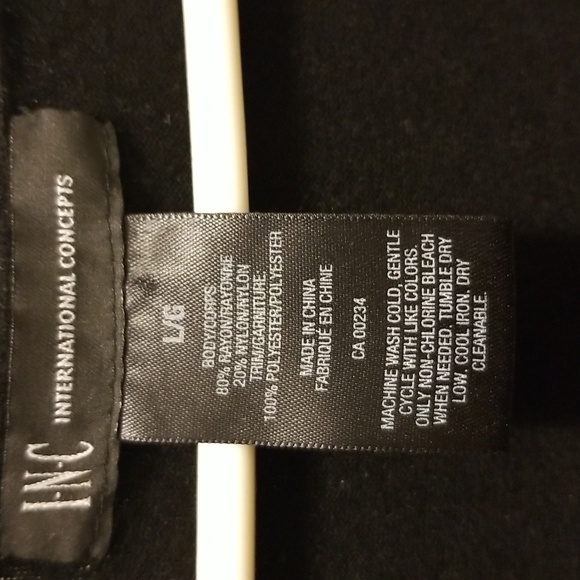 I·N·C INTERNATIONAL CONCEPTS
L/G
BODY/CORPS
80% RAYON/RAYONNE
20% NYLON/NYLON
TRIM/GARNITURE:
100% POLYESTER/POLYESTER
MADE IN CHINA
FABRIQUÉ EN CHINE
CA 00234
MACHINE WASH COLD, GENTLE
CYCLE WITH LIKE COLORS.
ONLY NON-CHLORINE BLEACH
WHEN NEEDED, TUMBLE DRY
LOW, COOL IRON, DRY
CLEANABLE.